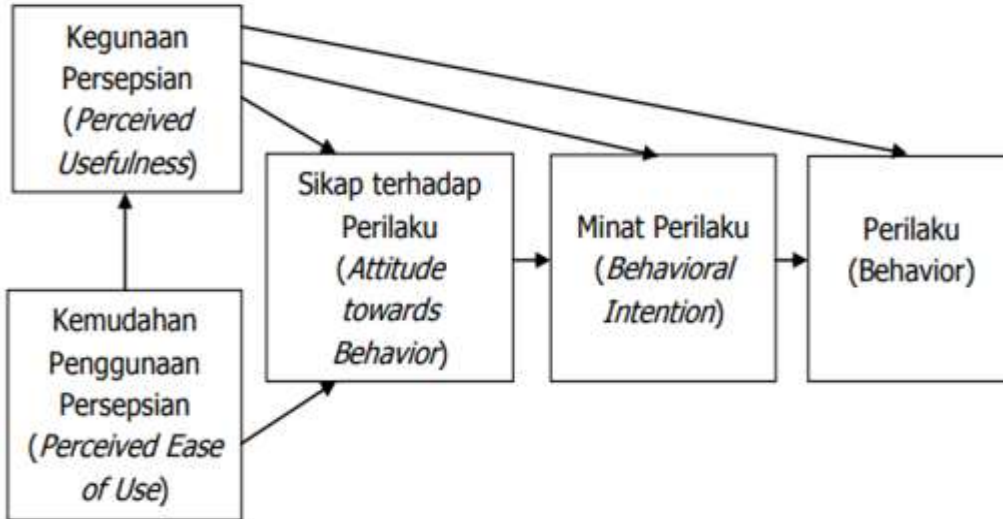 Kegunaan
Persepsian
(Perceived
Usefulness)
Kemudahan
Penggunaan
Persepsian
(Perceived Ease
of Use)
Sikap terhadap
Perilaku
(Attitude
towards
Behavior)
Minat Perilaku
(Behavioral
Intention)
Perilaku
(Behavior)